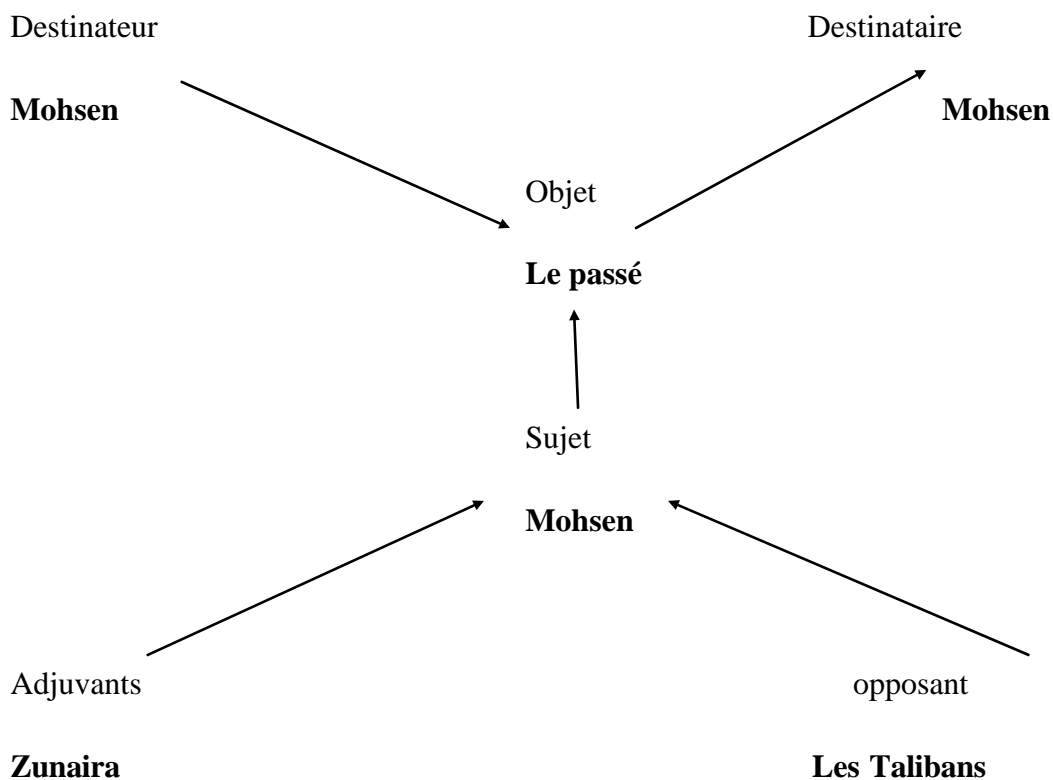 Destinateur Destinataire
Mohsen Mohsen
Objet
Le passé
Sujet
Mohsen
Adjuvants opposant
Zunaira Les Talibans